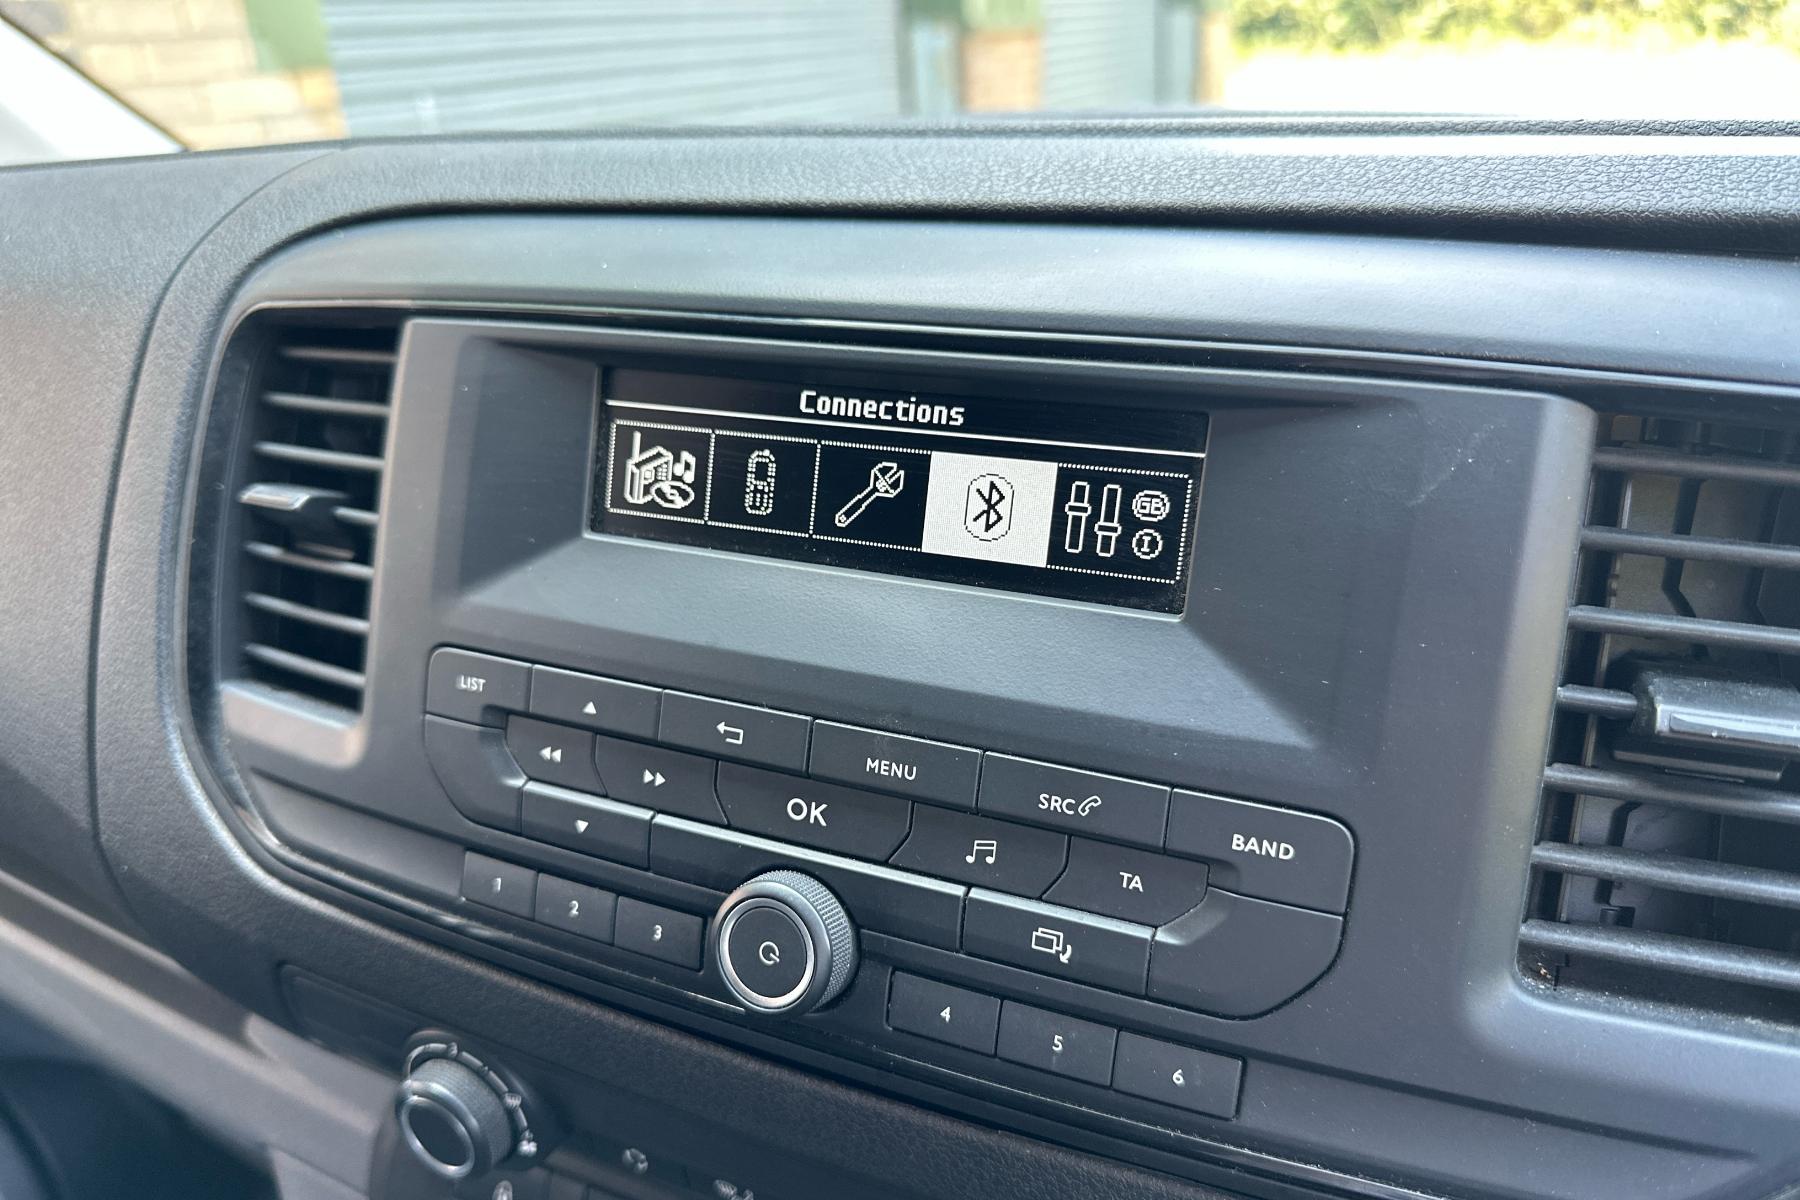 Connections
GB
I
LIST
MENU
SRC
BAND
OK
TA
1
2
3
4
5
6